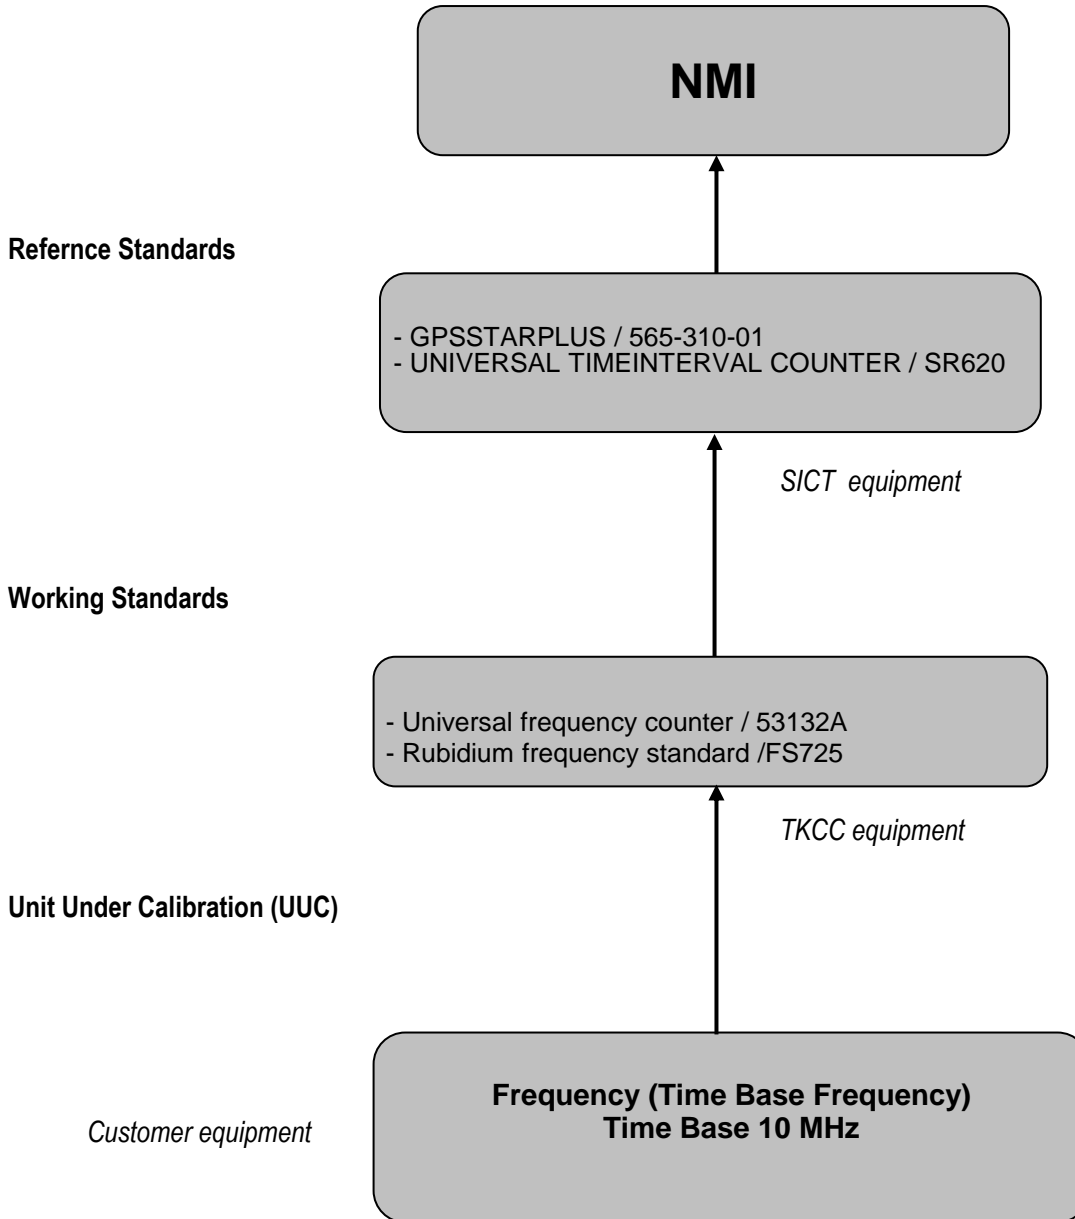 NMI
Refernce Standards
- GPSSTARPLUS / 565-310-01
- UNIVERSAL TIMEINTERVAL COUNTER / SR620
SICT equipment
Working Standards
- Universal frequency counter / 53132A
- Rubidium frequency standard /FS725
TKCC equipment
Unit Under Calibration (UUC)
Frequency (Time Base Frequency)
Time Base 10 MHz
Customer equipment